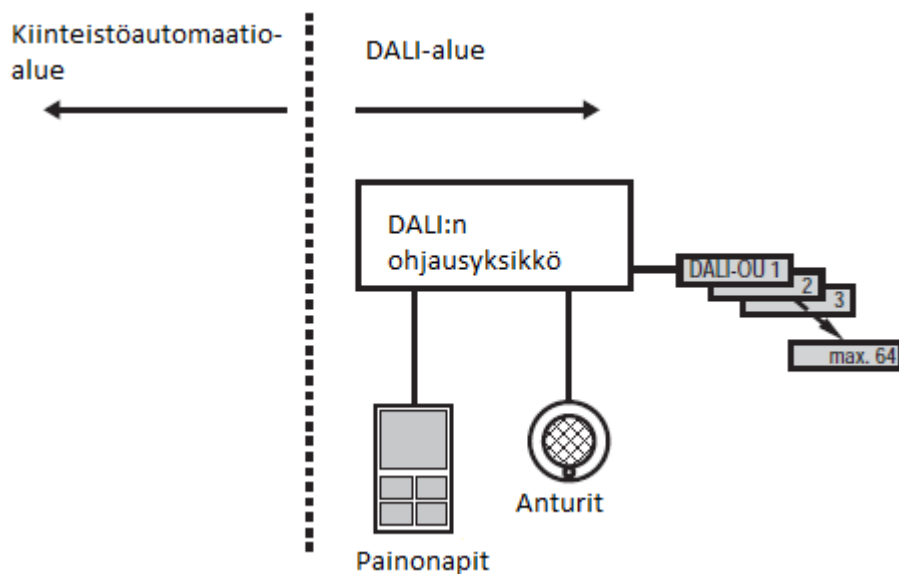 Kiinteistöautomaatio-
alue
DALI-alue
DALI:n
ohjausyksikkö
DALI-OU 1
2
3
max. 64
Anturit
Painonapit